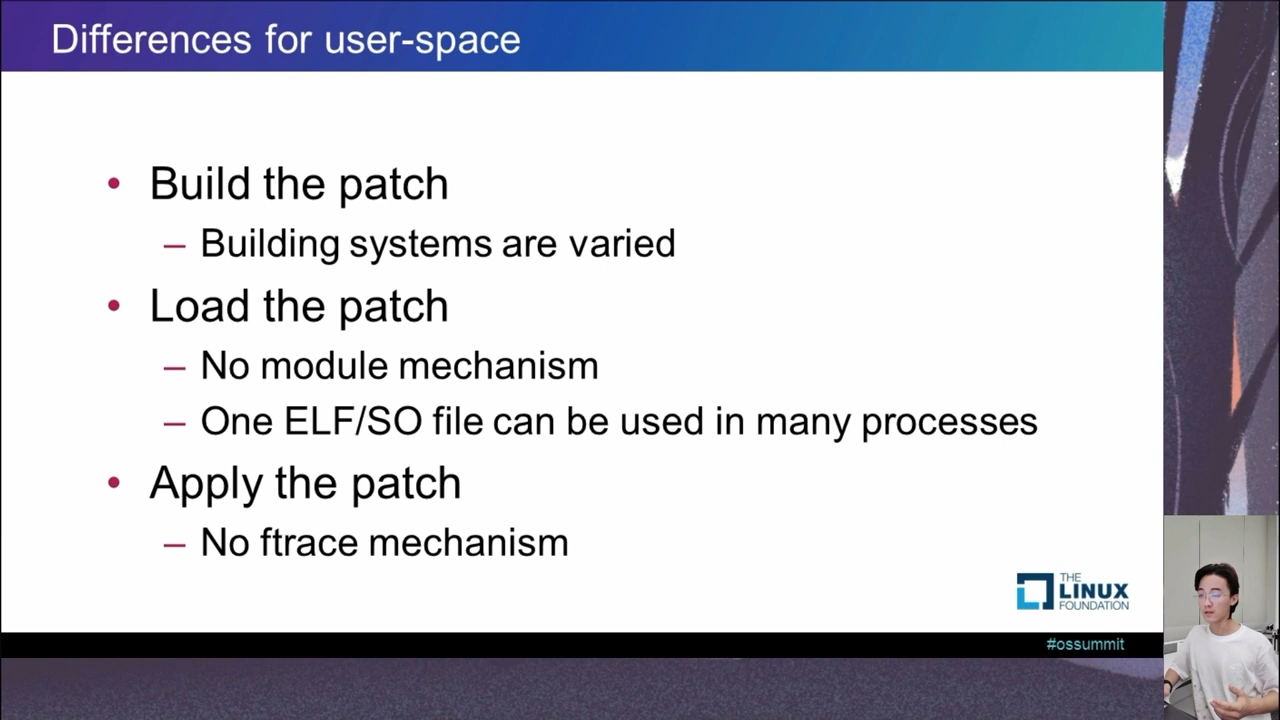 Differences for user-space
• Build the patch
– Building systems are varied
• Load the patch
– No module mechanism
– One ELF/SO file can be used in many processes
• Apply the patch
– No ftrace mechanism
THE
LINUX
FOUNDATION
#ossummit